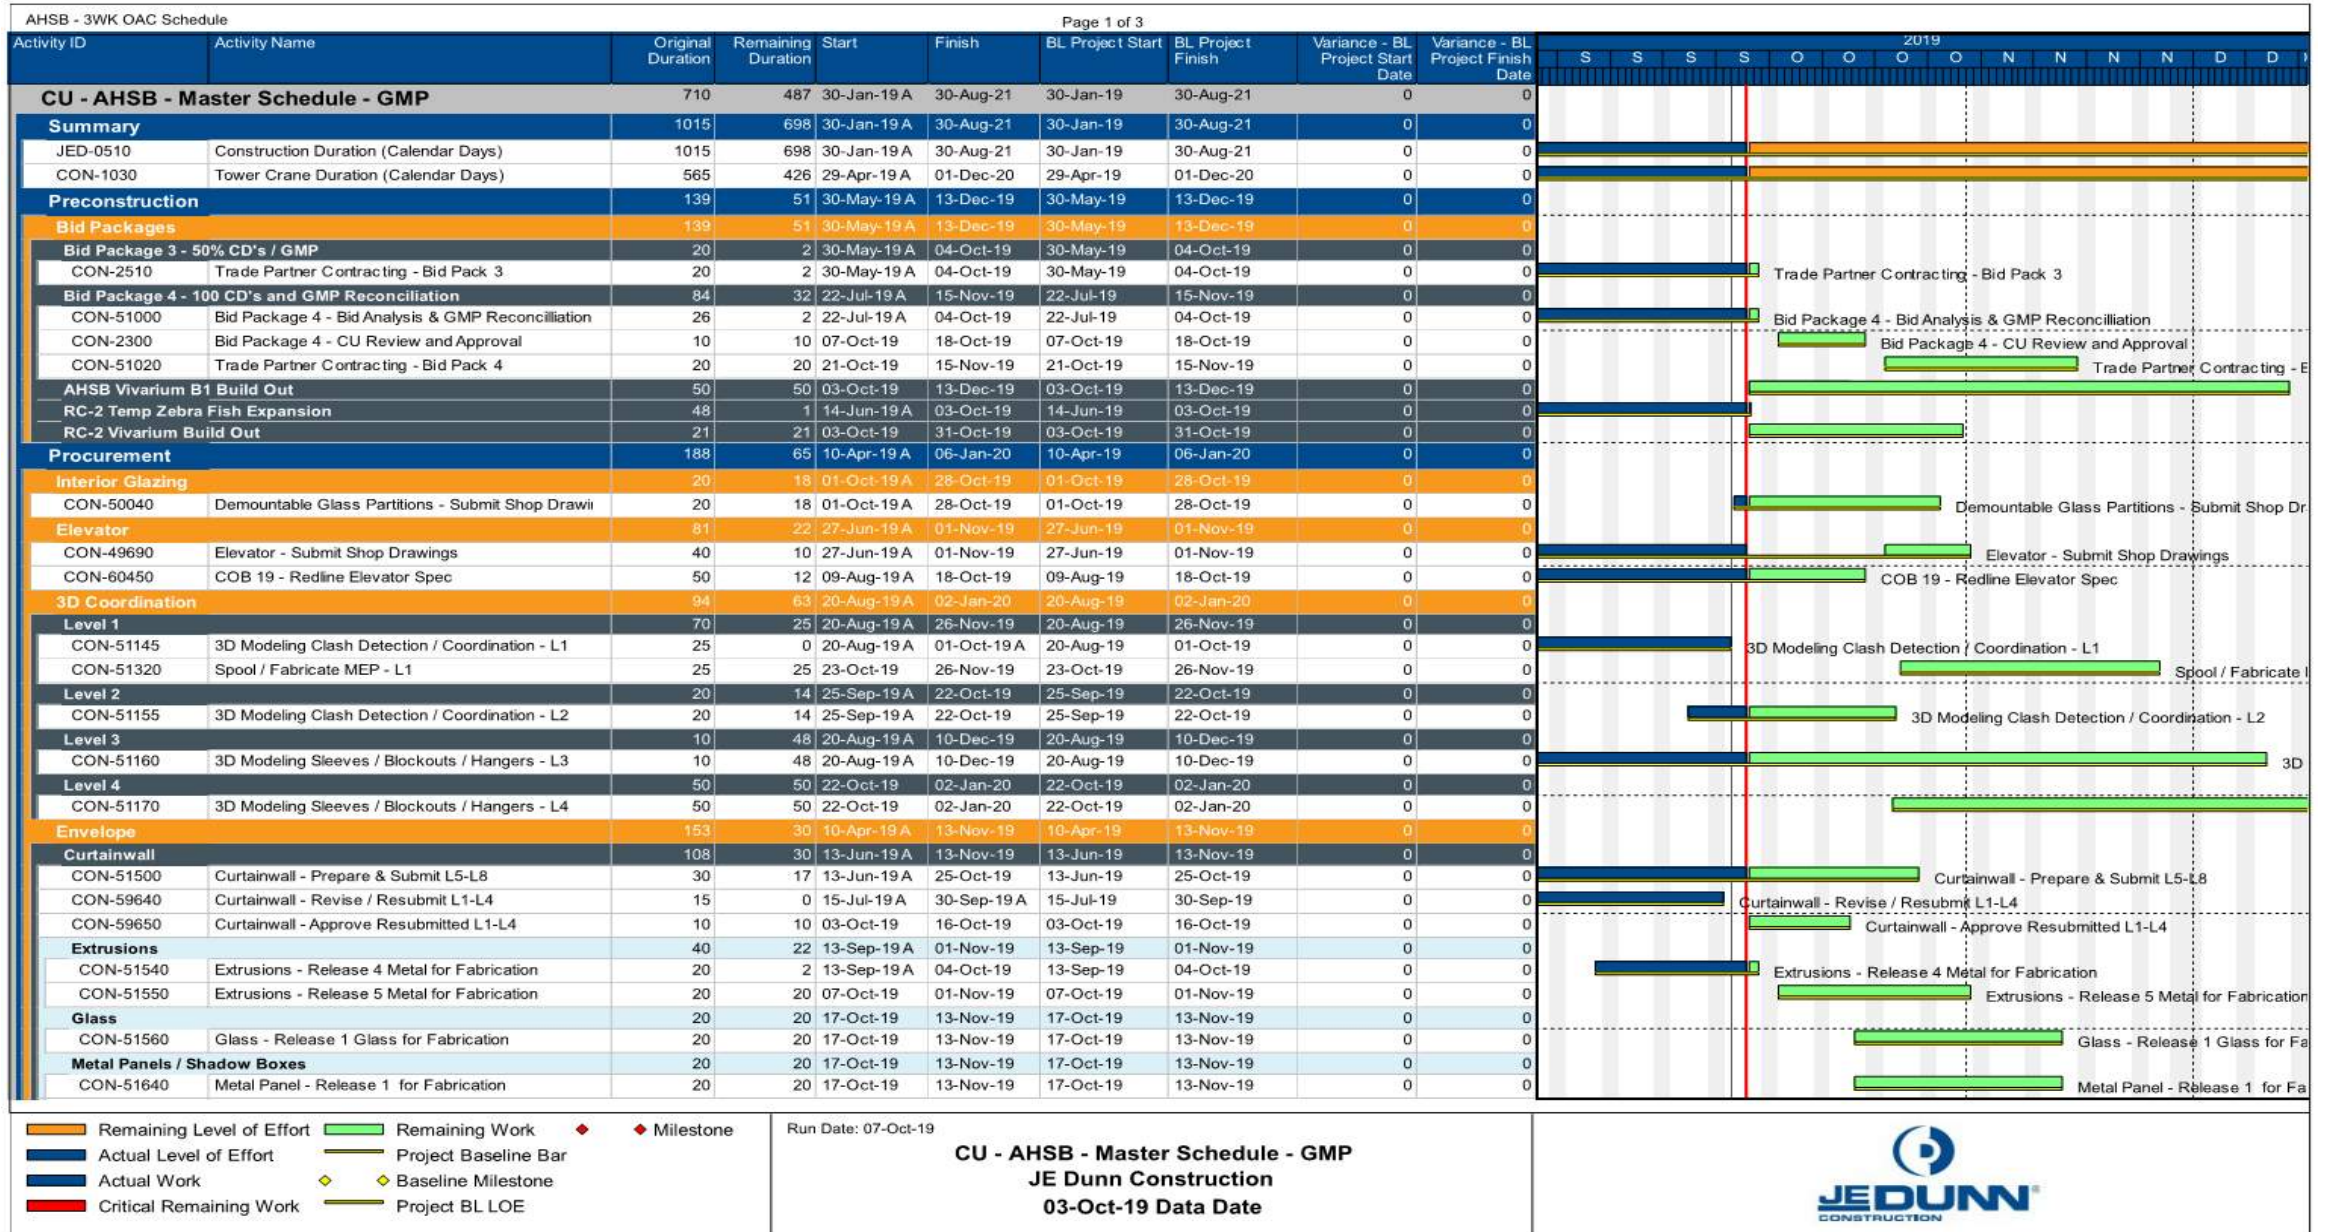 AHSB - 3WK OAC Schedule Page 1 of 3
Activity ID Activity Name Original Duration Remaining Duration Start Finish BL Project Start BL Project Finish Variance - BL Project Start Date Variance - BL Project Finish Date 2019
S S S S O O O O N N N N D D
CU - AHSB - Master Schedule - GMP 710 487 30-Jan-19 A 30-Aug-21 30-Jan-19 30-Aug-21 0 0
Summary 1015 698 30-Jan-19 A 30-Aug-21 30-Jan-19 30-Aug-21 0 0
JED-0510 Construction Duration (Calendar Days) 1015 698 30-Jan-19 A 30-Aug-21 30-Jan-19 30-Aug-21 0 0
CON-1030 Tower Crane Duration (Calendar Days) 565 426 29-Apr-19 A 01-Dec-20 29-Apr-19 01-Dec-20 0 0
Preconstruction 139 51 30-May-19 A 13-Dec-19 30-May-19 13-Dec-19 0 0
Bid Packages 139 51 30-May-19 A 13-Dec-19 30-May-19 13-Dec-19 0 0
Bid Package 3 - 50% CD's / GMP 20 2 30-May-19 A 04-Oct-19 30-May-19 04-Oct-19 0 0
CON-2510 Trade Partner Contracting - Bid Pack 3 20 2 30-May-19 A 04-Oct-19 30-May-19 04-Oct-19 0 0 Trade Partner Contracting - Bid Pack 3
Bid Package 4 - 100 CD's and GMP Reconciliation 84 32 22-Jul-19 A 15-Nov-19 22-Jul-19 15-Nov-19 0 0
CON-51000 Bid Package 4 - Bid Analysis & GMP Reconcilliation 26 2 22-Jul-19 A 04-Oct-19 22-Jul-19 04-Oct-19 0 0 Bid Package 4 - Bid Analysis & GMP Reconcilliation
CON-2300 Bid Package 4 - CU Review and Approval 10 10 07-Oct-19 18-Oct-19 07-Oct-19 18-Oct-19 0 0 Bid Package 4 - CU Review and Approval
CON-51020 Trade Partner Contracting - Bid Pack 4 20 20 21-Oct-19 15-Nov-19 21-Oct-19 15-Nov-19 0 0 Trade Partner Contracting -
AHSB Vivarium B1 Build Out 50 50 03-Oct-19 13-Dec-19 03-Oct-19 13-Dec-19 0 0
RC-2 Temp Zebra Fish Expansion 48 1 14-Jun-19 A 03-Oct-19 14-Jun-19 03-Oct-19 0 0
RC-2 Vivarium Build Out 21 21 03-Oct-19 31-Oct-19 03-Oct-19 31-Oct-19 0 0
Procurement 188 65 10-Apr-19 A 06-Jan-20 10-Apr-19 06-Jan-20 0 0
Interior Glazing 20 18 01-Oct-19 A 28-Oct-19 01-Oct-19 28-Oct-19 0 0
CON-50040 Demountable Glass Partitions - Submit Shop Drawi 20 18 01-Oct-19 A 28-Oct-19 01-Oct-19 28-Oct-19 0 0 Demountable Glass Partitions - Submit Shop Dr
Elevator 81 22 27-Jun-19 A 01-Nov-19 27-Jun-19 01-Nov-19 0 0
CON-49690 Elevator - Submit Shop Drawings 40 10 27-Jun-19 A 01-Nov-19 27-Jun-19 01-Nov-19 0 0 Elevator - Submit Shop Drawings
CON-60450 COB 19 - Redline Elevator Spec 50 12 09-Aug-19 A 18-Oct-19 09-Aug-19 18-Oct-19 0 0 COB 19 - Redline Elevator Spec
3D Coordination 94 63 20-Aug-19 A 02-Jan-20 20-Aug-19 02-Jan-20 0 0
Level 1 70 25 20-Aug-19 A 26-Nov-19 20-Aug-19 26-Nov-19 0 0
CON-51145 3D Modeling Clash Detection / Coordination - L1 25 0 20-Aug-19 A 01-Oct-19 A 20-Aug-19 01-Oct-19 0 0 3D Modeling Clash Detection / Coordination - L1
CON-51320 Spool / Fabricate MEP - L1 25 25 23-Oct-19 26-Nov-19 23-Oct-19 26-Nov-19 0 0 Spool / Fabricate
Level 2 20 14 25-Sep-19 A 22-Oct-19 25-Sep-19 22-Oct-19 0 0
CON-51155 3D Modeling Clash Detection / Coordination - L2 20 14 25-Sep-19 A 22-Oct-19 25-Sep-19 22-Oct-19 0 0 3D Modeling Clash Detection / Coordination - L2
Level 3 10 48 20-Aug-19 A 10-Dec-19 20-Aug-19 10-Dec-19 0 0
CON-51160 3D Modeling Sleeves / Blockouts / Hangers - L3 10 48 20-Aug-19 A 10-Dec-19 20-Aug-19 10-Dec-19 0 0 3D
Level 4 50 50 22-Oct-19 02-Jan-20 22-Oct-19 02-Jan-20 0 0
CON-51170 3D Modeling Sleeves / Blockouts / Hangers - L4 50 50 22-Oct-19 02-Jan-20 22-Oct-19 02-Jan-20 0 0
Envelope 153 30 10-Apr-19 A 13-Nov-19 10-Apr-19 13-Nov-19 0 0
Curtainwall 108 30 13-Jun-19 A 13-Nov-19 13-Jun-19 13-Nov-19 0 0
CON-51500 Curtainwall - Prepare & Submit L5-L8 30 17 13-Jun-19 A 25-Oct-19 13-Jun-19 25-Oct-19 0 0 Curtainwall - Prepare & Submit L5-L8
CON-59640 Curtainwall - Revise / Resubmit L1-L4 15 0 15-Jul-19 A 30-Sep-19 A 15-Jul-19 30-Sep-19 0 0 Curtainwall - Revise / Resubmit L1-L4
CON-59650 Curtainwall - Approve Resubmitted L1-L4 10 10 03-Oct-19 16-Oct-19 03-Oct-19 16-Oct-19 0 0 Curtainwall - Approve Resubmitted L1-L4
Extrusions 40 22 13-Sep-19 A 01-Nov-19 13-Sep-19 01-Nov-19 0 0
CON-51540 Extrusions - Release 4 Metal for Fabrication 20 2 13-Sep-19 A 04-Oct-19 13-Sep-19 04-Oct-19 0 0 Extrusions - Release 4 Metal for Fabrication
CON-51550 Extrusions - Release 5 Metal for Fabrication 20 20 07-Oct-19 01-Nov-19 07-Oct-19 01-Nov-19 0 0 Extrusions - Release 5 Metal for Fabrication
Glass 20 20 17-Oct-19 13-Nov-19 17-Oct-19 13-Nov-19 0 0
CON-51560 Glass - Release 1 Glass for Fabrication 20 20 17-Oct-19 13-Nov-19 17-Oct-19 13-Nov-19 0 0 Glass - Release 1 Glass for Fa
Metal Panels / Shadow Boxes 20 20 17-Oct-19 13-Nov-19 17-Oct-19 13-Nov-19 0 0
CON-51640 Metal Panel - Release 1 for Fabrication 20 20 17-Oct-19 13-Nov-19 17-Oct-19 13-Nov-19 0 0 Metal Panel - Release 1 for Fa
Remaining Level of Effort Remaining Work Milestone
Actual Level of Effort Project Baseline Bar
Actual Work Baseline Milestone
Critical Remaining Work Project BL LOE
Run Date: 07-Oct-19
CU - AHSB - Master Schedule - GMP
JE Dunn Construction
03-Oct-19 Data Date
JEDUNN
CONSTRUCTION